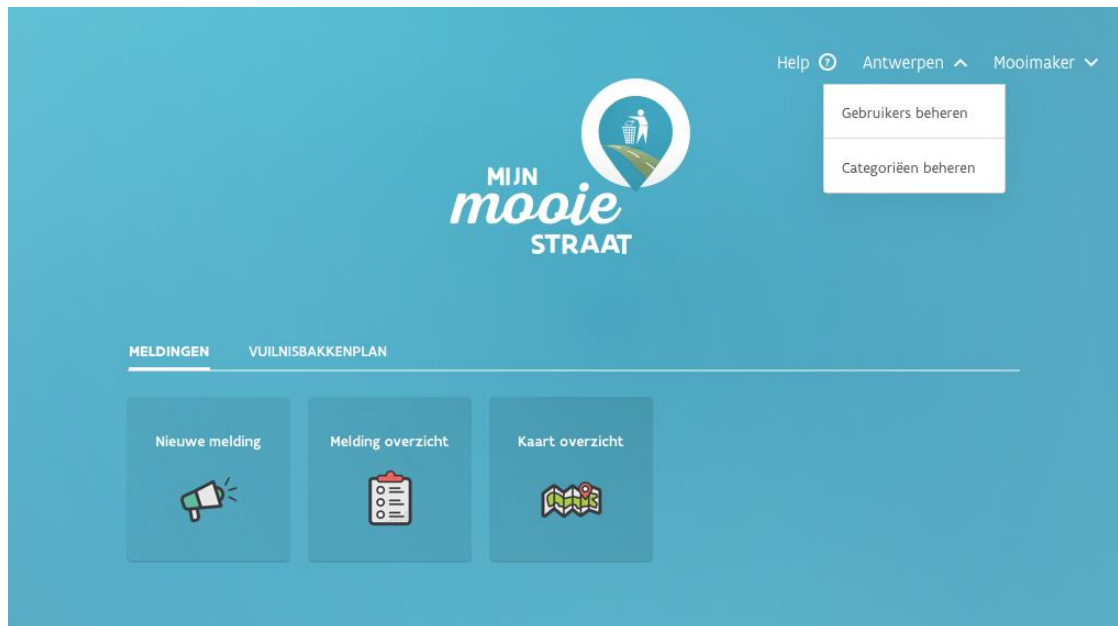 Help ? Antwerpen Mooimaker
Gebruikers beheren
Categorieën beheren
MIJN
mooie
STRAAT
MELDINGEN VUILNISBAKKENPLAN
Nieuwe melding Melding overzicht Kaart overzicht